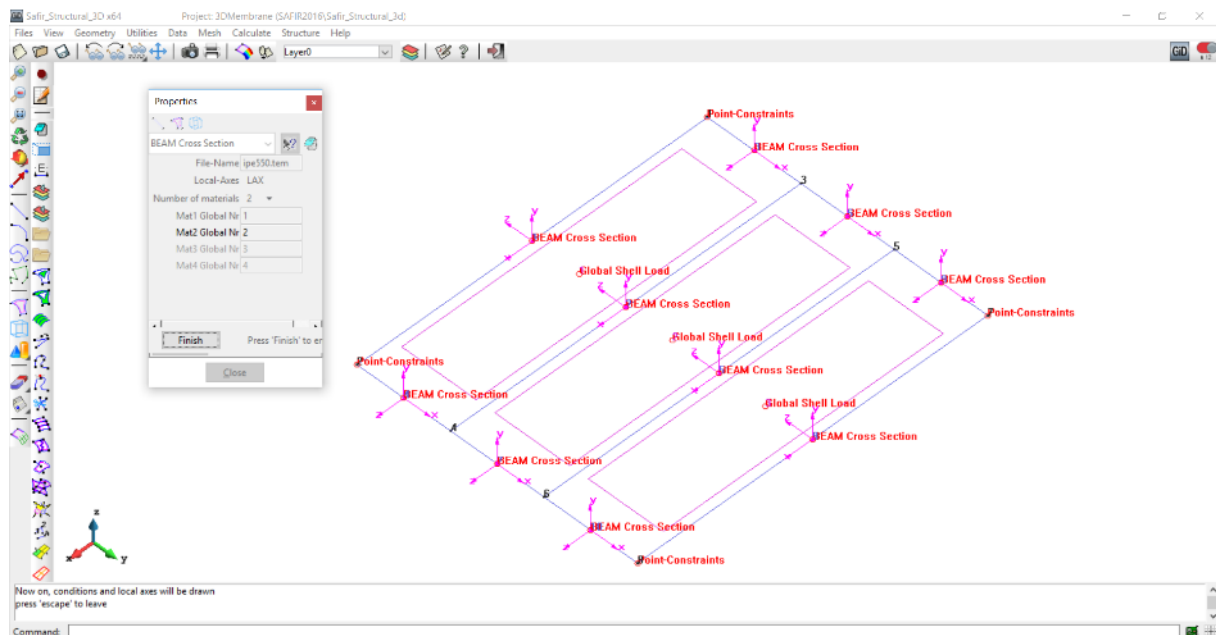 Safir_Structural_3D x64 Project: 3DMembrane (SAFIR2016\Safir_Structural_3d)
Files View Geometry Utilities Data Mesh Calculate Structure Help
Layer0
GiD
Properties
BEAM Cross Section
File-Name ipe550.tem
Local-Axes LAX
Number of materials 2
Mat1 Global Nr 1
Mat2 Global Nr 2
Mat3 Global Nr 3
Mat4 Global Nr 4
Finish Press 'Finish' to er
Close
Point-Constraints
y
BEAM Cross Section
z x
3
y
BEAM Cross Section
z x
5
y
BEAM Cross Section
z x
Point-Constraints
z y
BEAM Cross Section
x
Global Shell Load
z y
BEAM Cross Section
x
Global Shell Load
z y
BEAM Cross Section
x
Global Shell Load
z y
BEAM Cross Section
x
Point-Constraints
y
BEAM Cross Section
z x
4
y
BEAM Cross Section
z x
6
y
BEAM Cross Section
z x
Point-Constraints
z
x y
Now on, conditions and local axes will be drawn
press 'escape' to leave
Command: